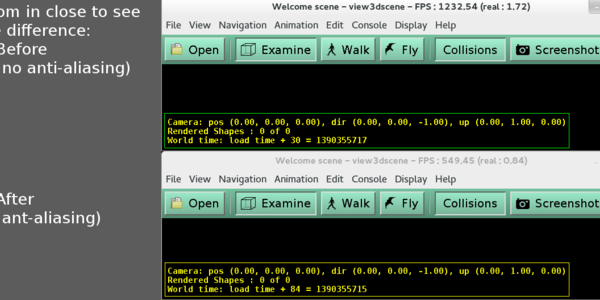 om in close to see
difference:
Before
no anti-aliasing)
Welcome scene - view3dscene - FPS : 1232.54 (real : 1.72)
File View Navigation Animation Edit Console Display Help
Open Examine Walk Fly Collisions Screenshot
Camera: pos (0.00, 0.00, 0.00), dir (0.00, 0.00, -1.00), up (0.00, 1.00, 0.00)
Rendered Shapes : 0 of 0
World time: load time + 30 = 1390355717
After
ant-aliasing)
Welcome scene - view3dscene - FPS : 549.45 (real : 0.84)
File View Navigation Animation Edit Console Display Help
Open Examine Walk Fly Collisions Screenshot
Camera: pos (0.00, 0.00, 0.00), dir (0.00, 0.00, -1.00), up (0.00, 1.00, 0.00)
Rendered Shapes : 0 of 0
World time: load time + 84 = 1390355715